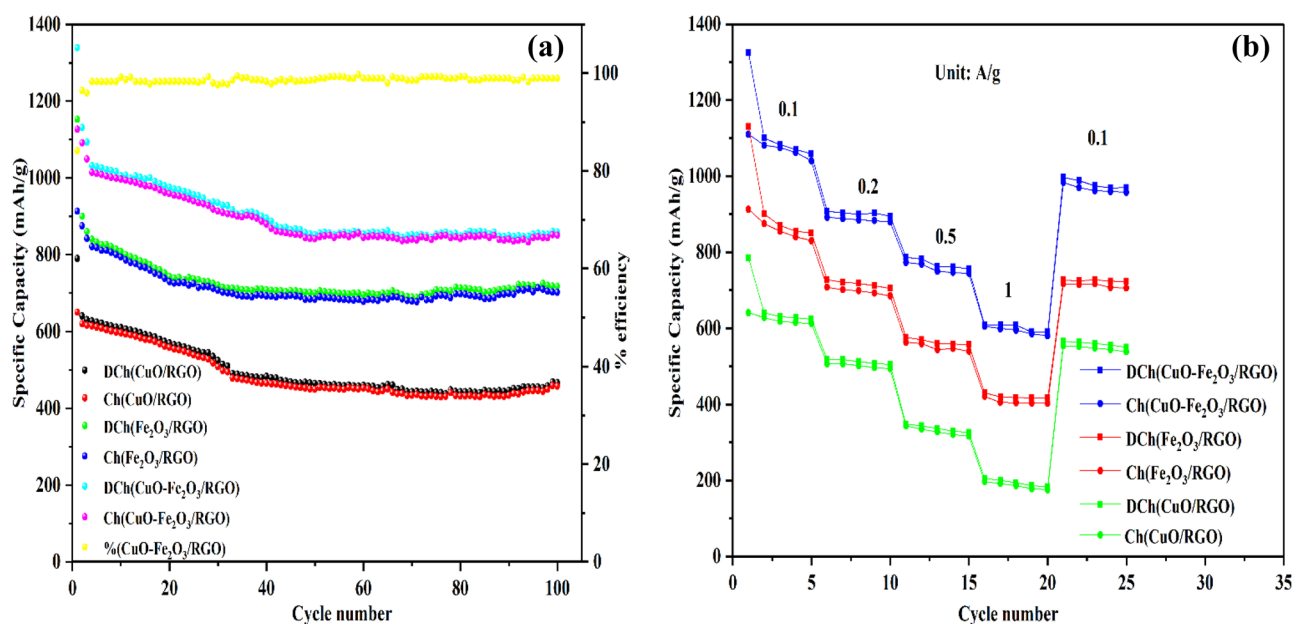 (a)
1400
1200
1000
800
600
400
200
0
Specific Capacity (mAh/g)
100
80
60
40
20
0
% efficiency
DCh(CuO/RGO)
Ch(CuO/RGO)
DCh(Fe₂O₃/RGO)
Ch(Fe₂O₃/RGO)
DCh(CuO-Fe₂O₃/RGO)
Ch(CuO-Fe₂O₃/RGO)
%(CuO-Fe₂O₃/RGO)
0 20 40 60 80 100
Cycle number
(b)
1400
1200
1000
800
600
400
200
0
Specific Capacity (mAh/g)
Unit: A/g
0.1
0.2
0.5
1
0.1
DCh(CuO-Fe₂O₃/RGO)
Ch(CuO-Fe₂O₃/RGO)
DCh(Fe₂O₃/RGO)
Ch(Fe₂O₃/RGO)
DCh(CuO/RGO)
Ch(CuO/RGO)
0 5 10 15 20 25 30 35
Cycle number